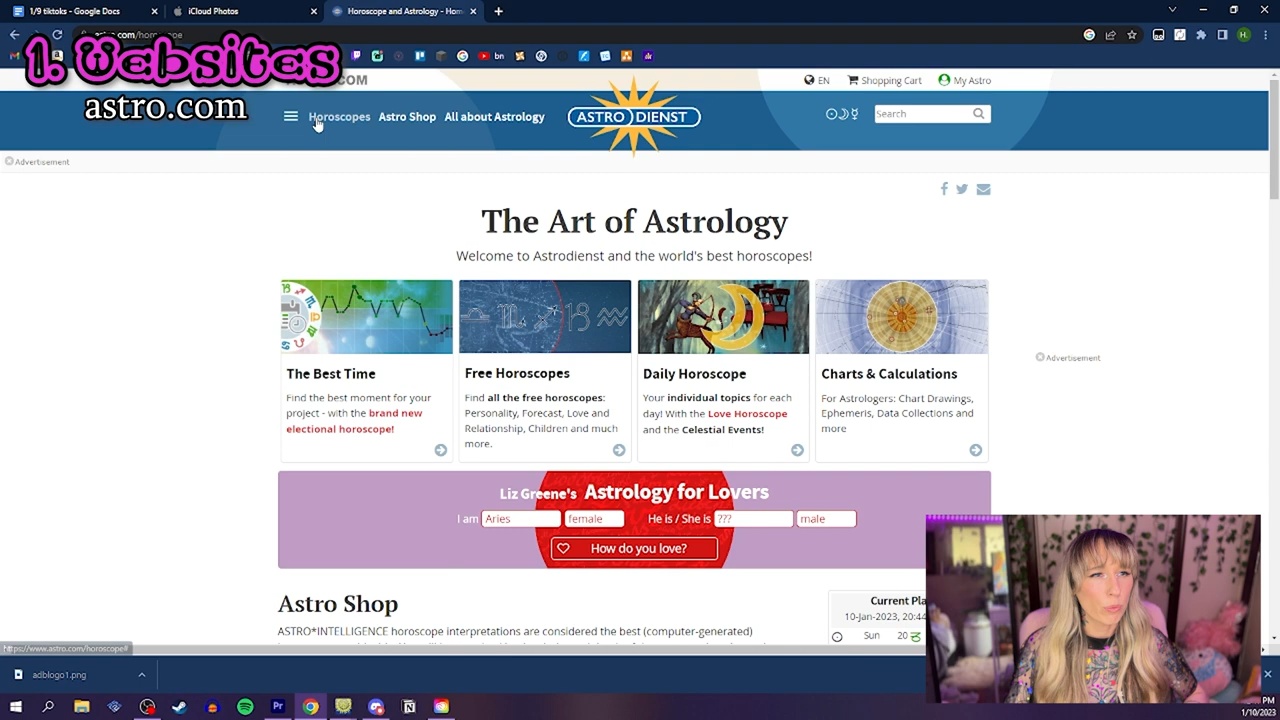 1/9 tiktoks - Google Docs
iCloud Photos
Horoscope and Astrology - Hom
1. Websites
astro.com
EN
Shopping Cart
My Astro
Horoscopes
Astro Shop
All about Astrology
ASTRO DIENST
Search
Advertisement
The Art of Astrology
Welcome to Astrodienst and the world's best horoscopes!
The Best Time
Find the best moment for your
project - with the brand new
electional horoscope!
Free Horoscopes
Find all the free horoscopes:
Personality, Forecast, Love and
Relationship, Children and much
more.
Daily Horoscope
Your individual topics for each
day! With the Love Horoscope
and the Celestial Events!
Charts & Calculations
For Astrologers: Chart Drawings,
Ephemeris, Data Collections and
more
Advertisement
Liz Greene's Astrology for Lovers
I am Aries female He is / She is ??? male
How do you love?
Astro Shop
ASTRO*INTELLIGENCE horoscope interpretations are considered the best (computer-generated)
Current Pla
10-Jan-2023, 20:44
Sun 20
https://www.astro.com/horoscope#
adblogo1.png
PM
1/10/2023